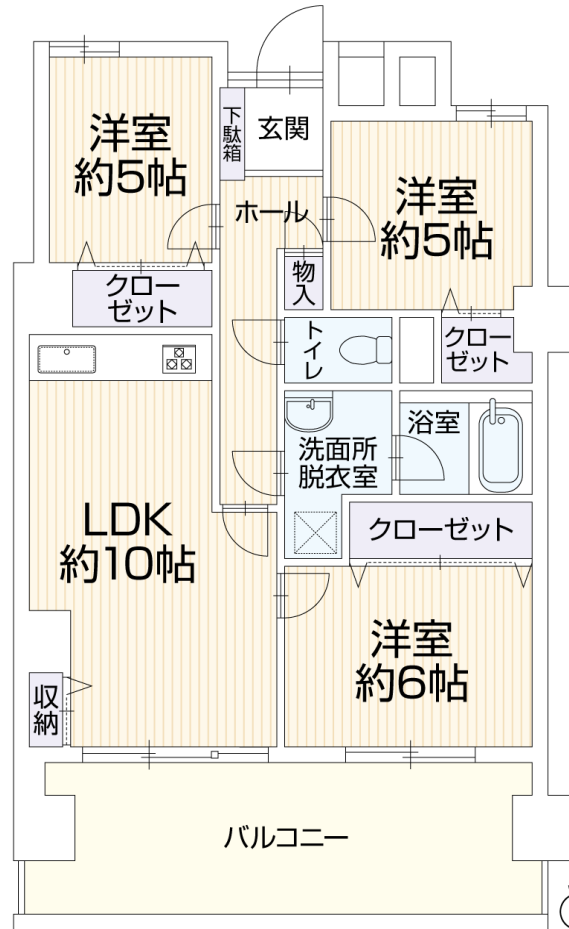 洋室
約5帖
下駄箱
玄関
ホール
洋室
約5帖
クロー
ゼット
物入
トイレ
クロー
ゼット
浴室
洗面所
脱衣室
クローゼット
LDK
約10帖
洋室
約6帖
収納
バルコニー